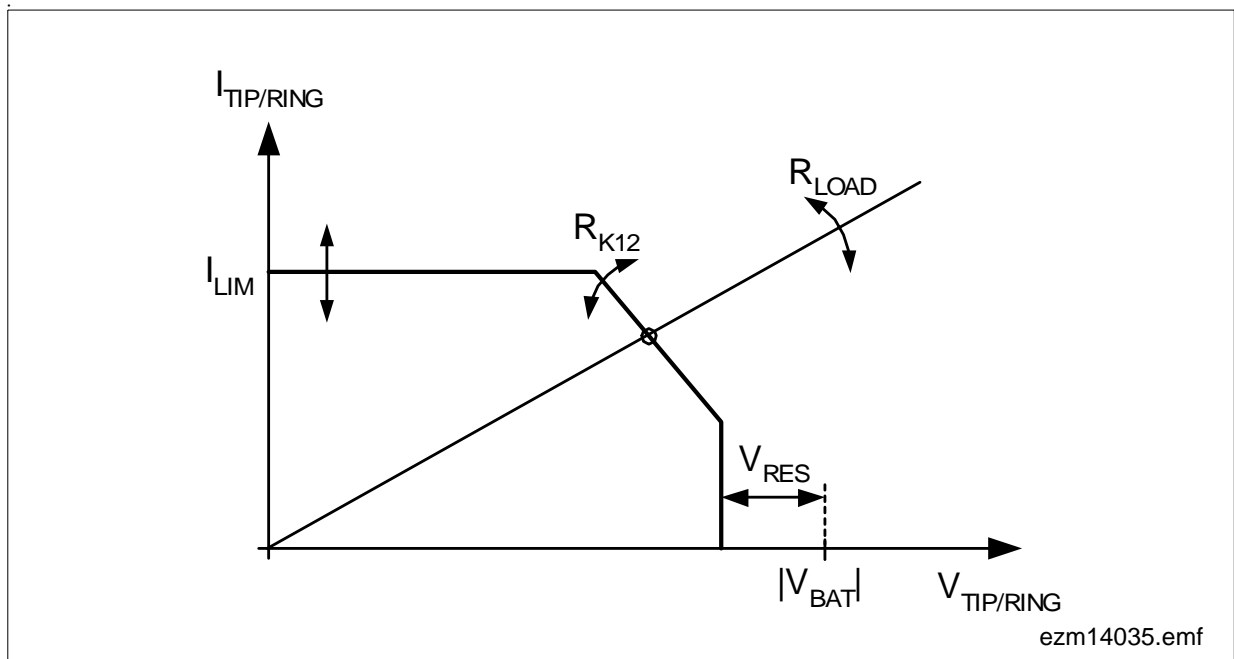 I_TIP/RING
R_LOAD
R_K12
I_LIM
V_RES
|V_BAT|
V_TIP/RING
ezm14035.emf